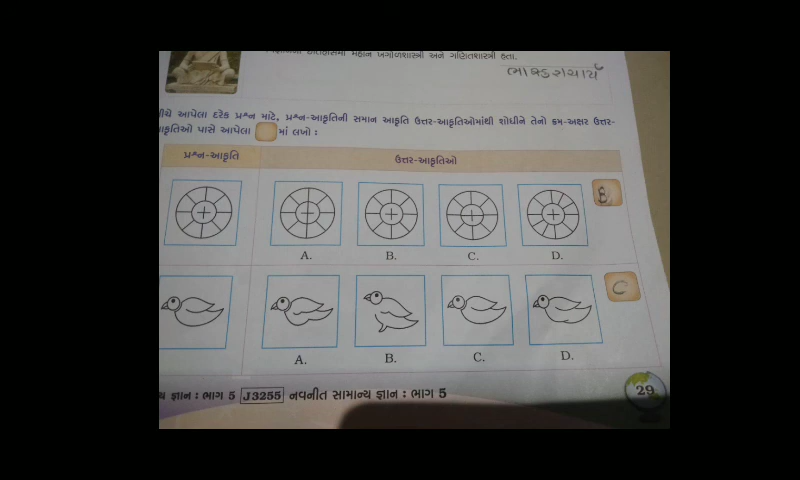 મહાન ખગોળશાસ્ત્રી અને ગણિતશાસ્ત્રી હતા.
ભાસ્કરાચાર્ય
આપેલા દરેક પ્રશ્ન માટે, પ્રશ્ન-આકૃતિની સમાન આકૃતિ ઉત્તર-આકૃતિઓમાંથી શોધીને તેનો ક્રમ-અક્ષર ઉત્તર-
આકૃતિઓ પાસે આપેલા માં લખો :
પ્રશ્ન-આકૃતિ ઉત્તર-આકૃતિઓ
B
A. B. C. D.
C
A. B. C. D.
જ્ઞાન : ભાગ 5 J3255 નવનીત સામાન્ય જ્ઞાન : ભાગ 5
29